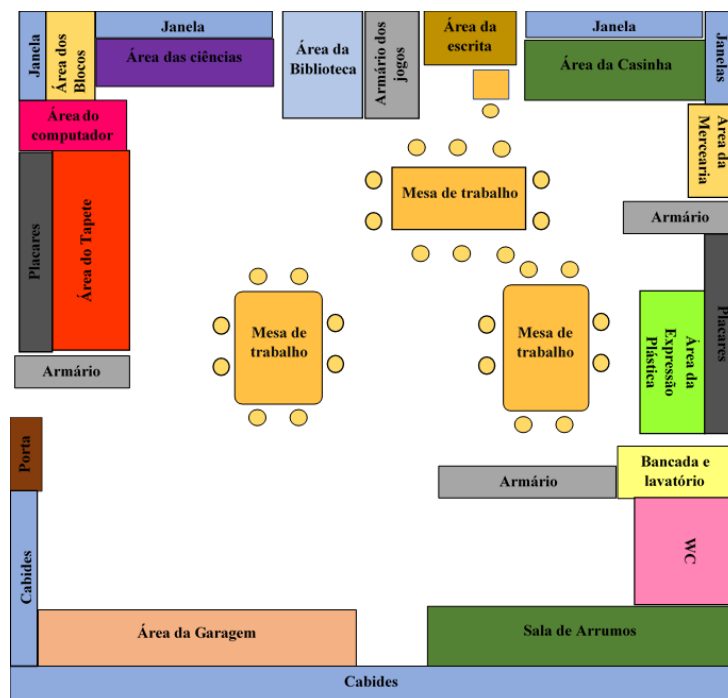 Janela
Área dos
Blocos
Janela
Área das ciências
Área da
Biblioteca
Armário dos
jogos
Área da
escrita
Janela
Área da Casinha
Janelas
Área do
computador
Área da
Mercearia
Mesa de trabalho
Armário
Placares
Área do Tapete
Mesa de
trabalho
Mesa de
trabalho
Área da
Expressão
Plástica
Placares
Armário
Porta
Armário
Bancada e
lavatório
Cabides
WC
Área da Garagem
Sala de Arrumos
Cabides